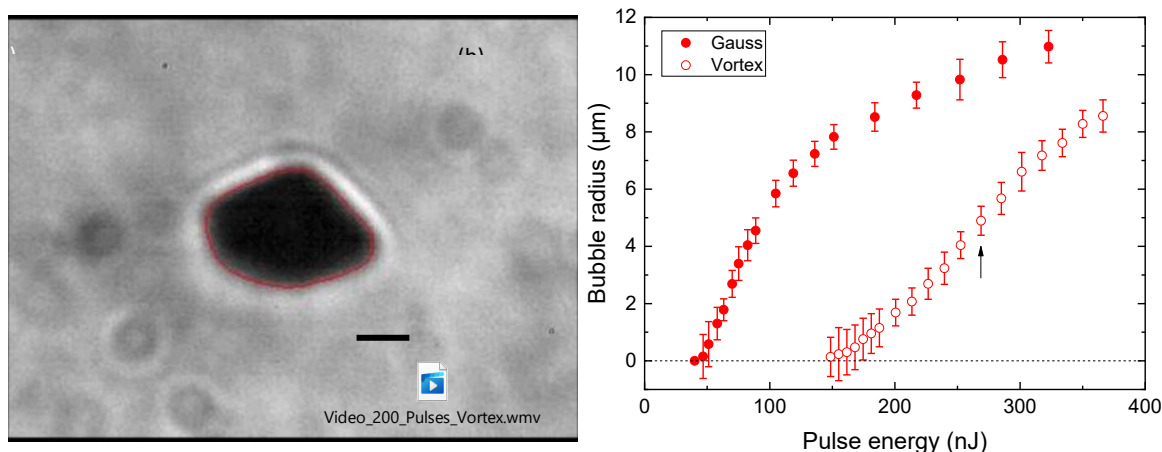 (b)
Video_200_Pulses_Vortex.wmv
12
10
8
6
4
2
0
Bubble radius (µm)
Gauss
Vortex
0
100
200
300
400
Pulse energy (nJ)